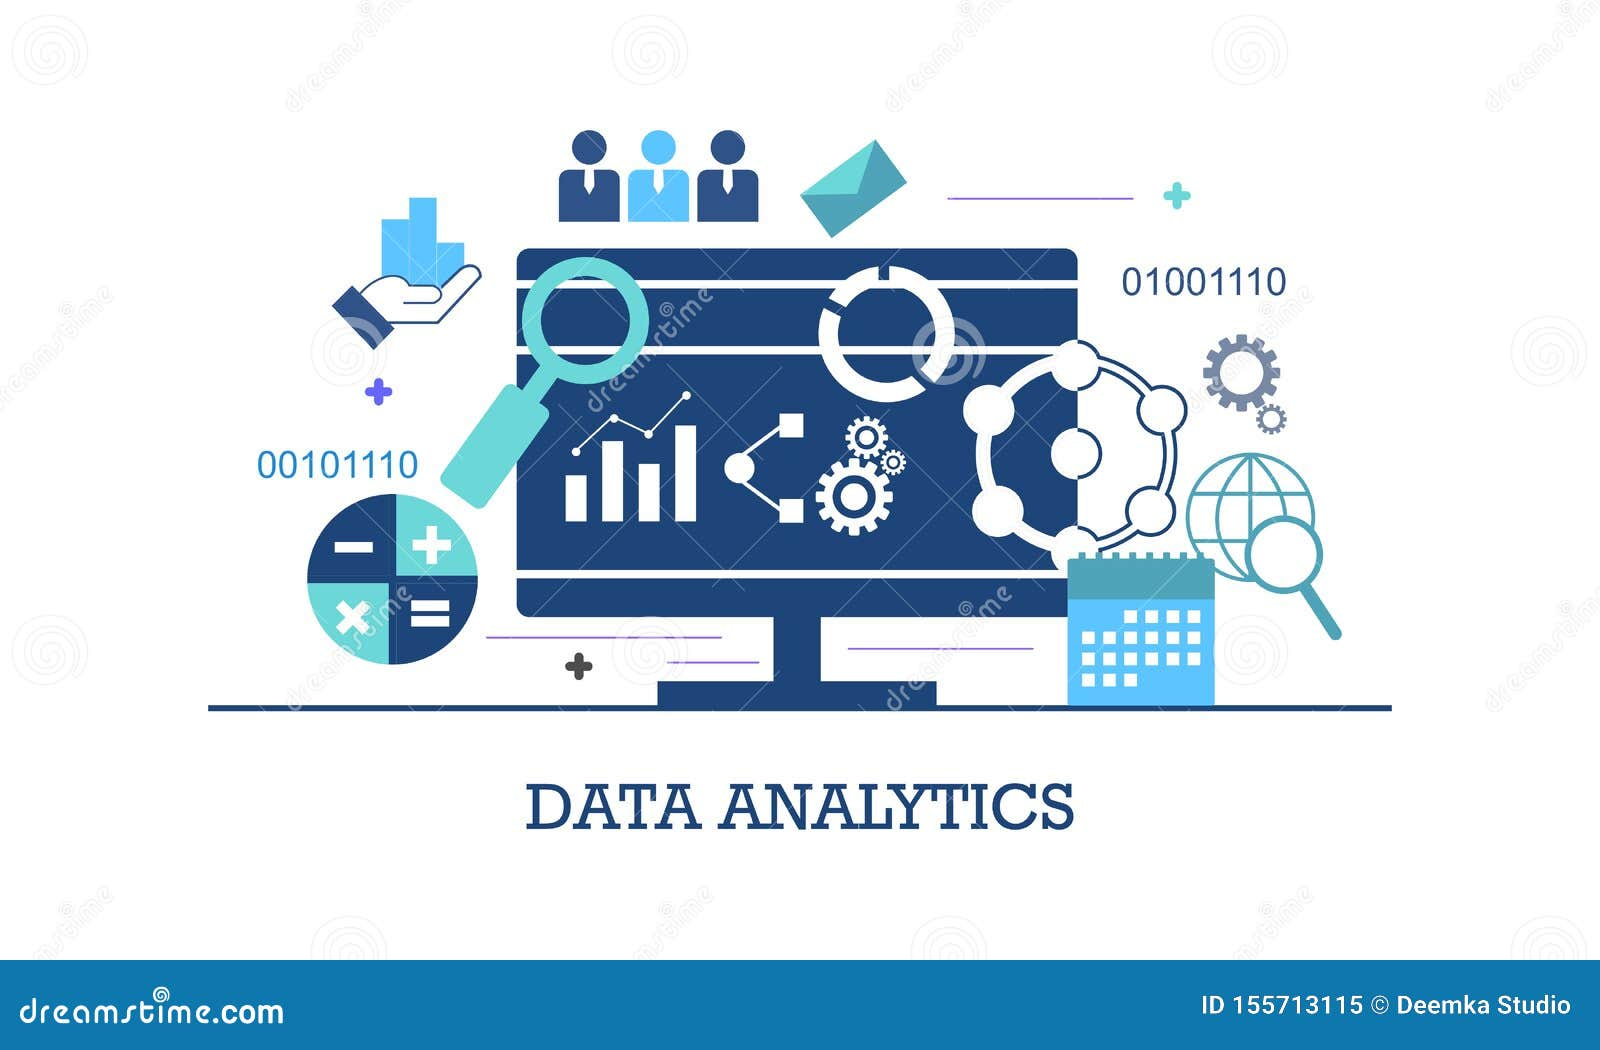 01001110
00101110
DATA ANALYTICS
dreamstime.com
ID 155713115 © Deemka Studio